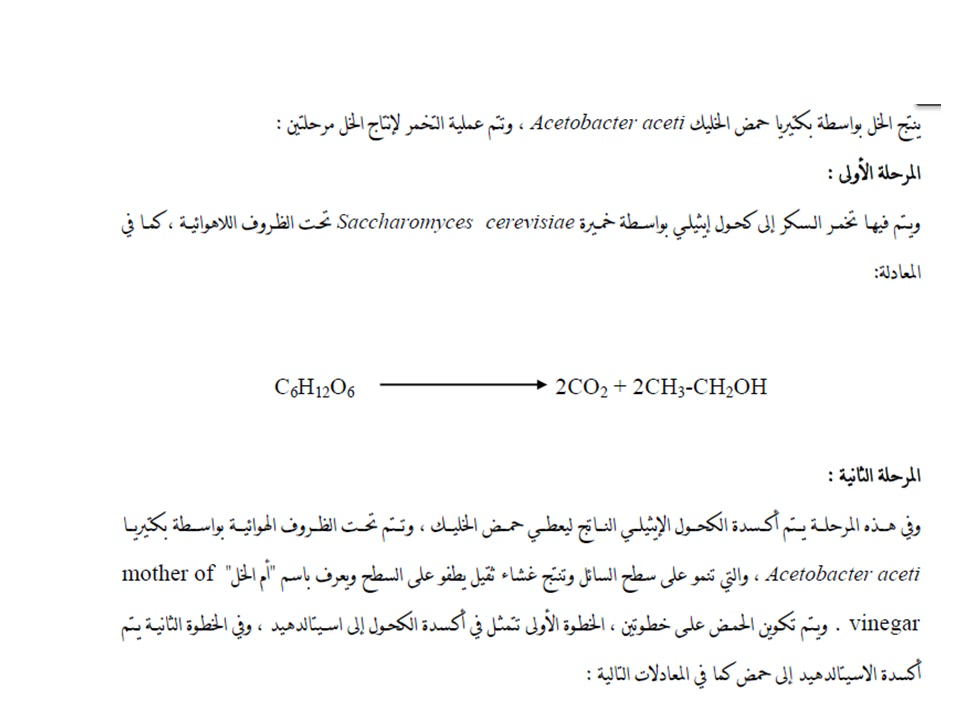 ينتج الخل بواسطة بكتيريا حمض الخليك Acetobacter aceti ، وتتم عملية التخمر لإنتاج الخل مرحلتين :
المرحلة الأولى :
ويتم فيها تخمر السكر إلى كحول إيثيلي بواسطة خميرة Saccharomyces cerevisiae تحت الظروف اللاهوائية ، كما في
المعادلة:
C₆H₁₂O₆ ⟶ 2CO₂ + 2CH₃-CH₂OH
المرحلة الثانية :
وفي هذه المرحلة يتم أكسدة الكحول الإيثيلي الناتج ليعطي حمض الخليك ، وتتم تحت الظروف الهوائية بواسطة بكتيريا
Acetobacter aceti ، والتي تنمو على سطح السائل وتنتج غشاء ثقيل يطفو على السطح ويعرف باسم "أم الخل" mother of
vinegar . ويتم تكوين الحمض على خطوتين ، الخطوة الأولى تتمثل في أكسدة الكحول إلى اسيتالدهيد ، وفي الخطوة الثانية يتم
أكسدة الاسيتالدهيد إلى حمض كما في المعادلات التالية :